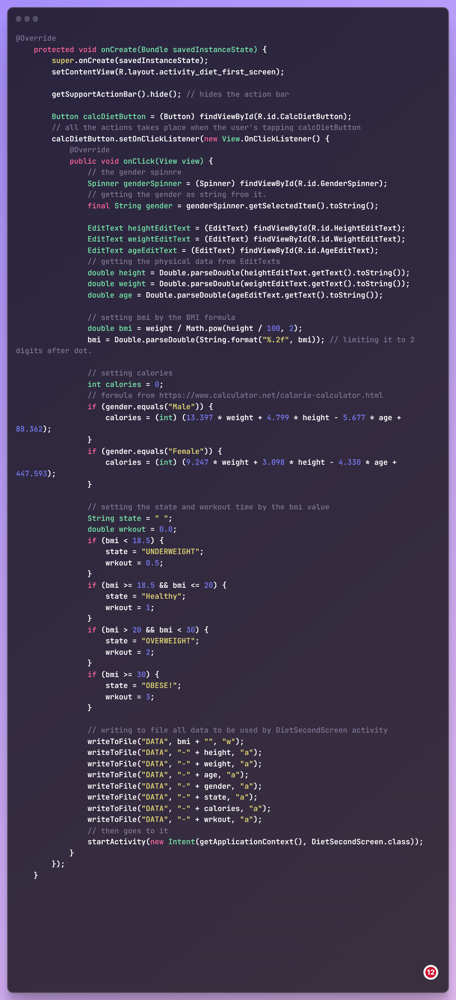 @Override
    protected void onCreate(Bundle savedInstanceState) {
        super.onCreate(savedInstanceState);
        setContentView(R.layout.activity_diet_first_screen);

        getSupportActionBar().hide(); // hides the action bar

        Button calcDietButton = (Button) findViewById(R.id.CalcDietButton);
        // all the actions takes place when the user's tapping calcDietButton
        calcDietButton.setOnClickListener(new View.OnClickListener() {
            @Override
            public void onClick(View view) {
                // the gender spinnre
                Spinner genderSpinner = (Spinner) findViewById(R.id.GenderSpinner);
                // getting the gender as string from it.
                final String gender = genderSpinner.getSelectedItem().toString();

                EditText heightEditText = (EditText) findViewById(R.id.HeightEditText);
                EditText weightEditText = (EditText) findViewById(R.id.WeightEditText);
                EditText ageEditText = (EditText) findViewById(R.id.AgeEditText);
                // getting the physical data from EditTexts
                double height = Double.parseDouble(heightEditText.getText().toString());
                double weight = Double.parseDouble(weightEditText.getText().toString());
                double age = Double.parseDouble(ageEditText.getText().toString());

                // setting bmi by the BMI formula
                double bmi = weight / Math.pow(height / 100, 2);
                bmi = Double.parseDouble(String.format("%.2f", bmi)); // limiting it to 2
digits after dot.

                // setting calories
                int calories = 0;
                // formula from https://www.calculator.net/calorie-calculator.html
                if (gender.equals("Male")) {
                    calories = (int) (13.397 * weight + 4.799 * height - 5.677 * age +
88.362);
                }
                if (gender.equals("Female")) {
                    calories = (int) (9.247 * weight + 3.098 * height - 4.330 * age +
447.593);
                }

                // setting the state and workout time by the bmi value
                String state = " ";
                double wrkout = 0.0;
                if (bmi < 18.5) {
                    state = "UNDERWEIGHT";
                    wrkout = 0.5;
                }
                if (bmi >= 18.5 && bmi <= 20) {
                    state = "Healthy";
                    wrkout = 1;
                }
                if (bmi > 20 && bmi < 30) {
                    state = "OVERWEIGHT";
                    wrkout = 2;
                }
                if (bmi >= 30) {
                    state = "OBESE!";
                    wrkout = 3;
                }

                // writing to file all data to be used by DietSecondScreen activity
                writeToFile("DATA", bmi + "", "w");
                writeToFile("DATA", "-" + height, "a");
                writeToFile("DATA", "-" + weight, "a");
                writeToFile("DATA", "-" + age, "a");
                writeToFile("DATA", "-" + gender, "a");
                writeToFile("DATA", "-" + state, "a");
                writeToFile("DATA", "-" + calories, "a");
                writeToFile("DATA", "-" + wrkout, "a");
                // then goes to it
                startActivity(new Intent(getApplicationContext(), DietSecondScreen.class));
            }
        });
    }
12